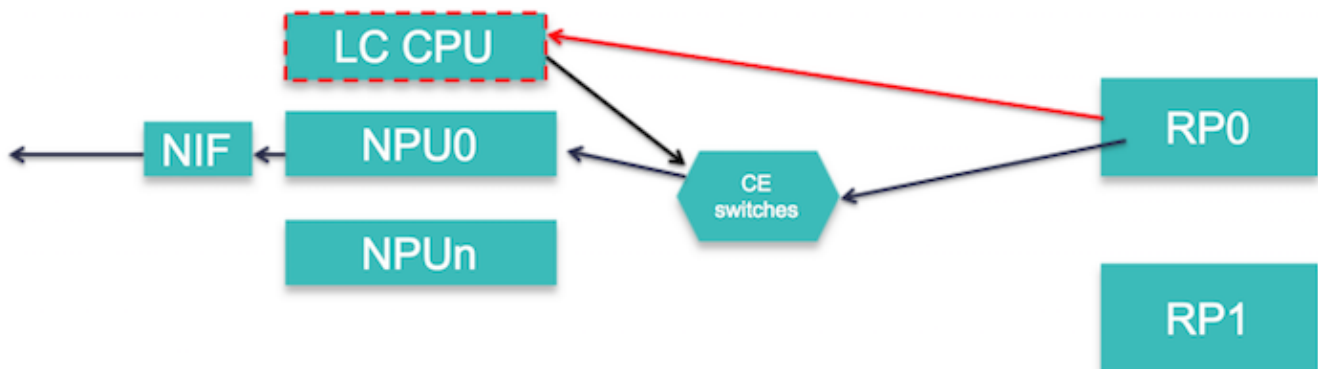 LC CPU
RP0
NIF
NPU0
CE
switches
NPUn
RP1